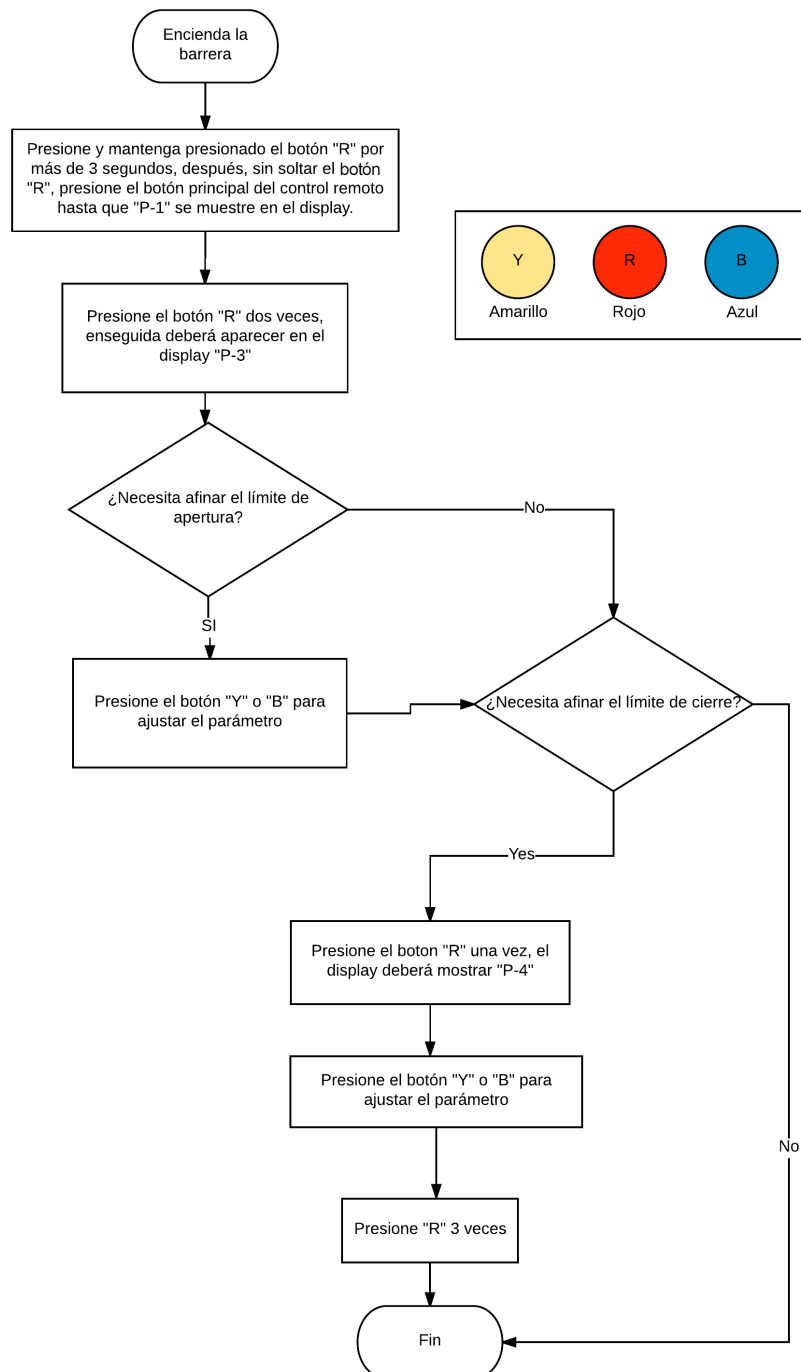 Encienda la
barrera
Presione y mantenga presionado el botón "R" por
más de 3 segundos, después, sin soltar el botón
"R", presione el botón principal del control remoto
hasta que "P-1" se muestre en el display.
Y
R
B
Amarillo
Rojo
Azul
Presione el botón "R" dos veces,
enseguida deberá aparecer en el
display "P-3"
¿Necesita afinar el límite de
apertura?
No
SI
Presione el botón "Y" o "B" para
ajustar el parámetro
¿Necesita afinar el límite de cierre?
Yes
Presione el boton "R" una vez, el
display deberá mostrar "P-4"
Presione el botón "Y" o "B" para
ajustar el parámetro
No
Presione "R" 3 veces
Fin